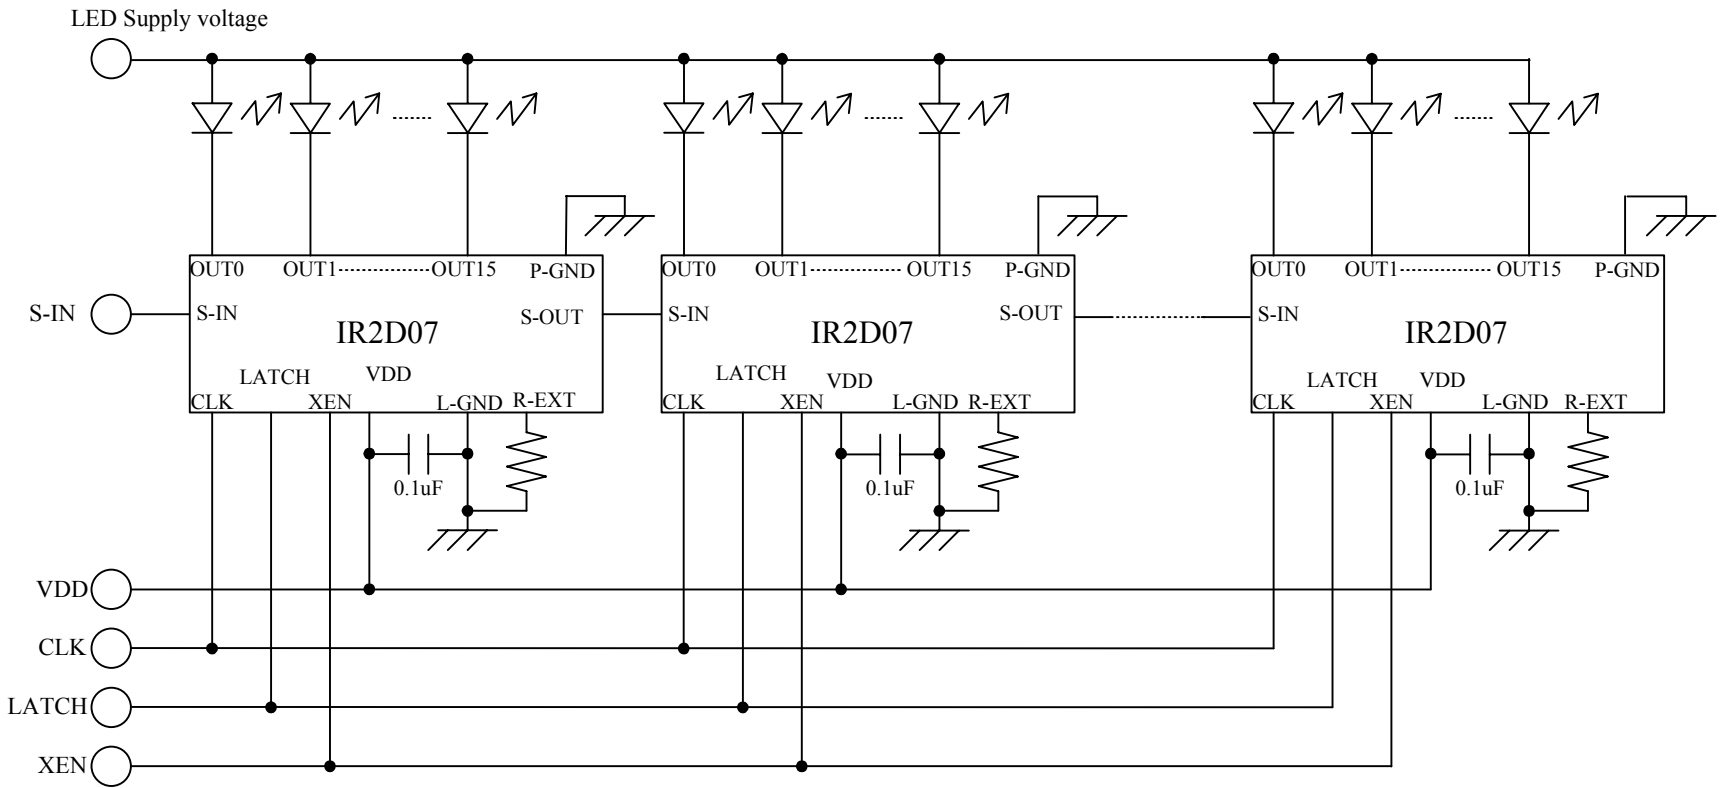 LED Supply voltage
OUT0 OUT1 OUT15 P-GND
OUT0 OUT1 OUT15 P-GND
OUT0 OUT1 OUT15 P-GND
S-IN
S-IN IR2D07 S-OUT
S-IN IR2D07 S-OUT
S-IN IR2D07
CLK LATCH XEN VDD L-GND R-EXT
CLK LATCH XEN VDD L-GND R-EXT
CLK LATCH XEN VDD L-GND R-EXT
0.1uF
0.1uF
0.1uF
VDD
CLK
LATCH
XEN